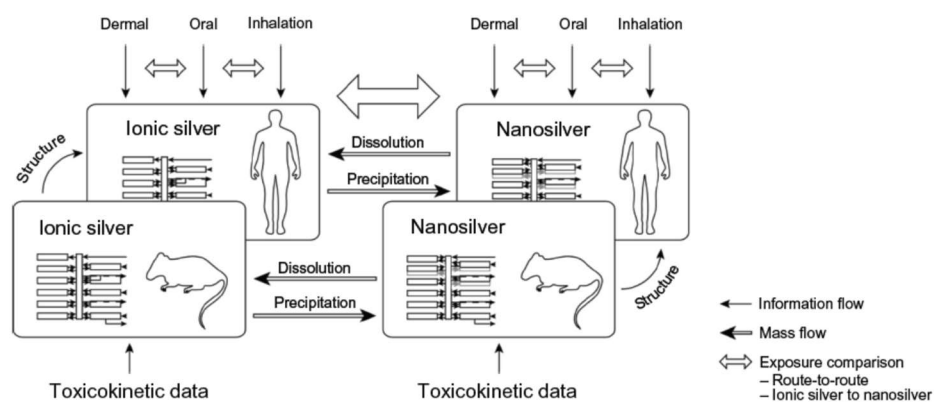 Dermal Oral Inhalation
Dermal Oral Inhalation
Ionic silver
Nanosilver
Structure
Dissolution
Precipitation
Ionic silver
Nanosilver
Dissolution
Precipitation
Structure
Toxicokinetic data
Toxicokinetic data
Information flow
Mass flow
Exposure comparison
– Route-to-route
– Ionic silver to nanosilver